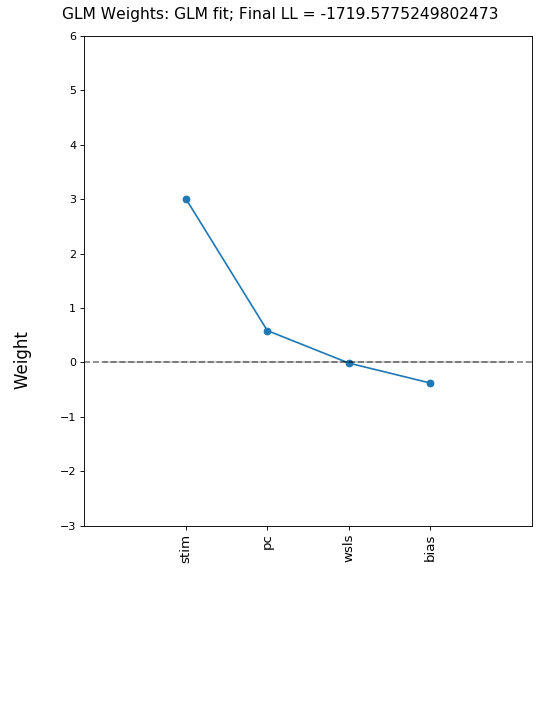 GLM Weights: GLM fit; Final LL = -1719.5775249802473
6
5
4
3
2
1
0
−1
−2
−3
Weight
stim
pc
wsls
bias